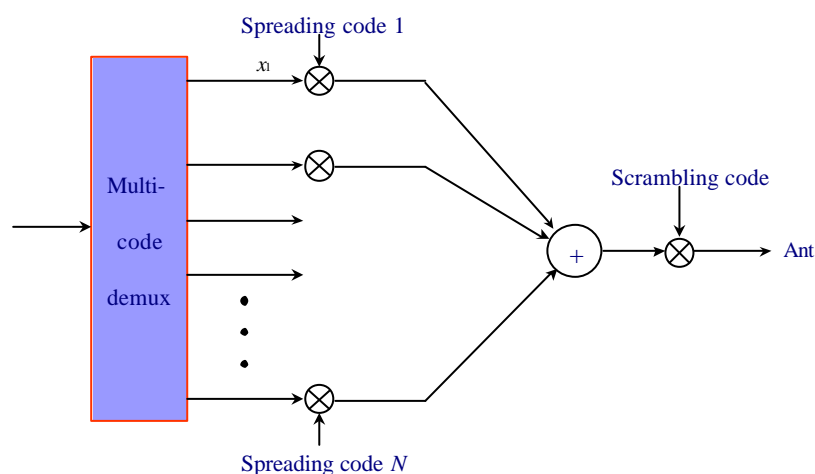 Spreading code 1
x1
Multi-
code
demux
Scrambling code
+
Ant
Spreading code N